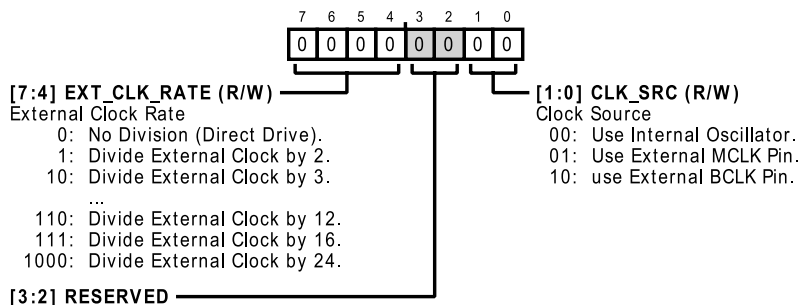 7 6 5 4 3 2 1 0
0 0 0 0 0 0 0 0
[7:4] EXT_CLK_RATE (R/W)
External Clock Rate
0: No Division (Direct Drive).
1: Divide External Clock by 2.
10: Divide External Clock by 3.
...
110: Divide External Clock by 12.
111: Divide External Clock by 16.
1000: Divide External Clock by 24.
[3:2] RESERVED
[1:0] CLK_SRC (R/W)
Clock Source
00: Use Internal Oscillator.
01: Use External MCLK Pin.
10: use External BCLK Pin.